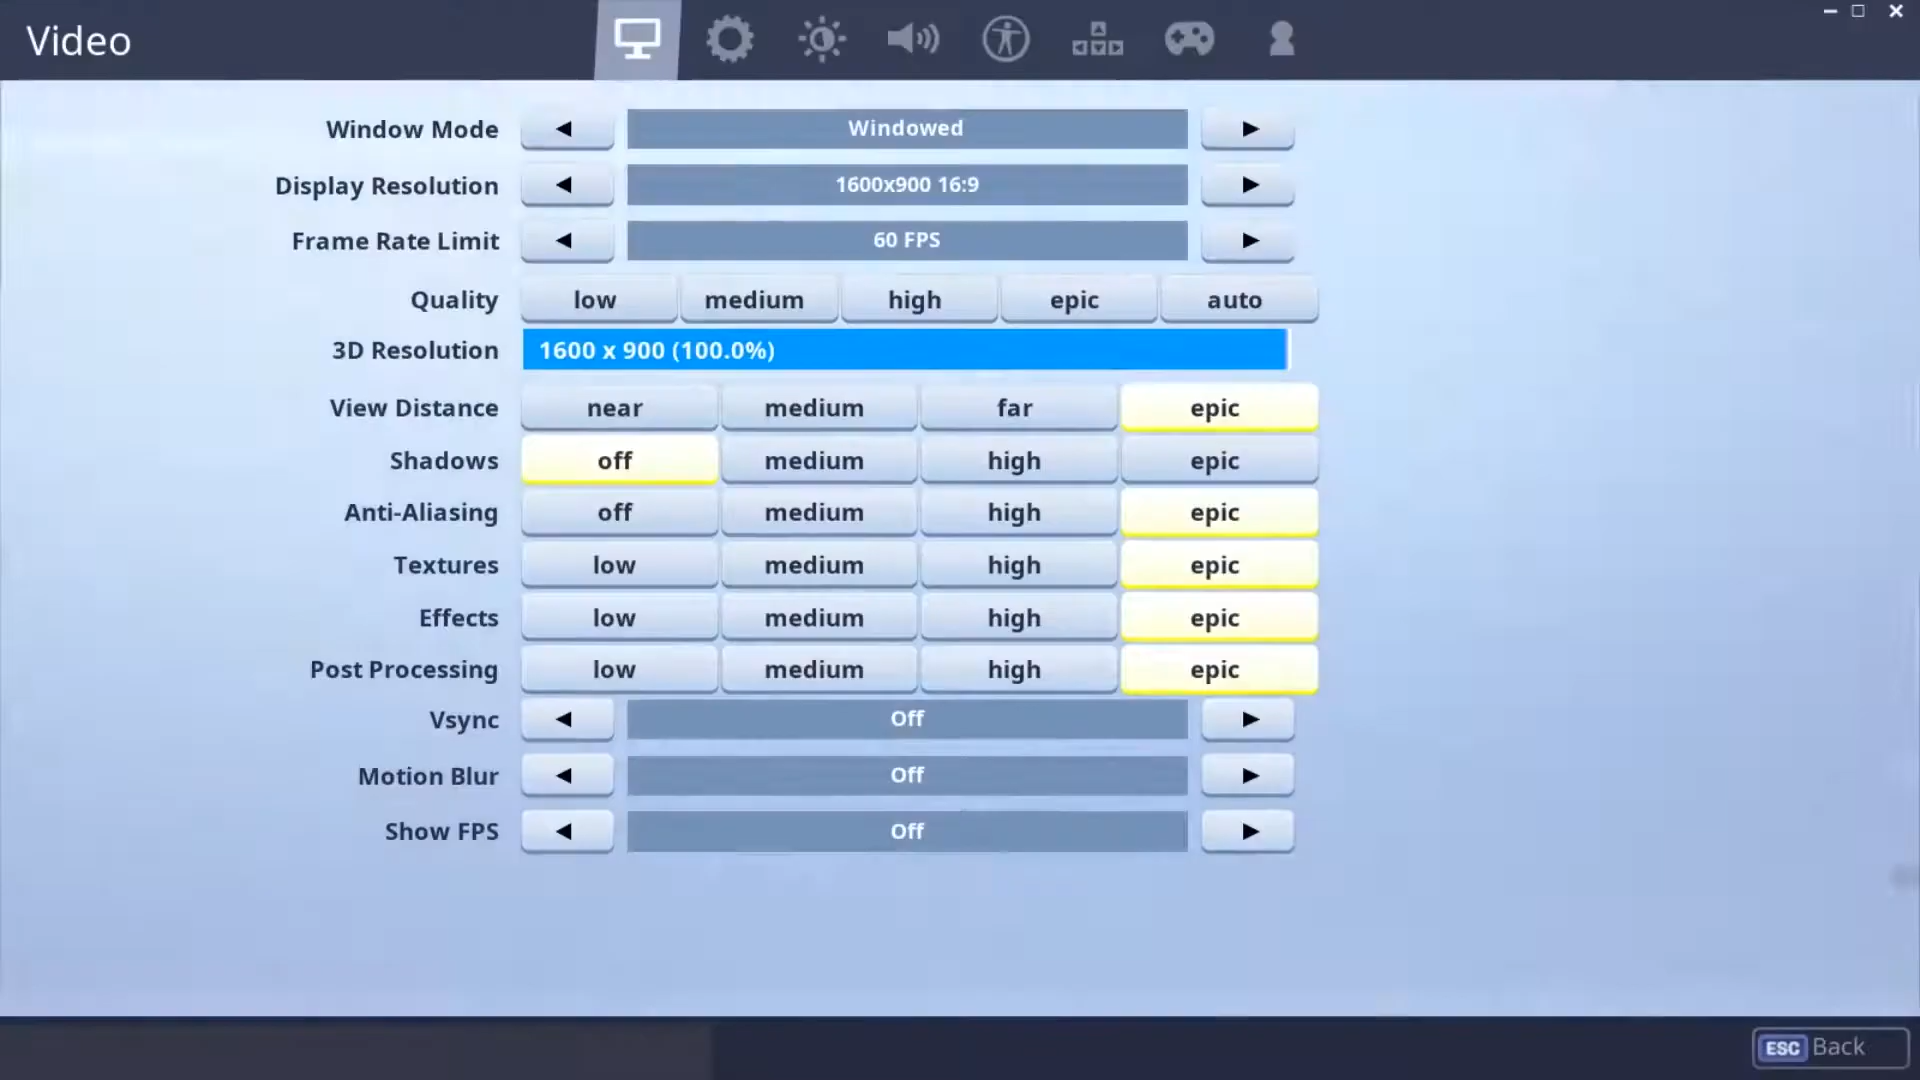 Video
Window Mode Windowed
Display Resolution 1600x900 16:9
Frame Rate Limit 60 FPS
Quality low medium high epic auto
3D Resolution 1600 x 900 (100.0%)
View Distance near medium far epic
Shadows off medium high epic
Anti-Aliasing off medium high epic
Textures low medium high epic
Effects low medium high epic
Post Processing low medium high epic
Vsync Off
Motion Blur Off
Show FPS Off
ESC Back